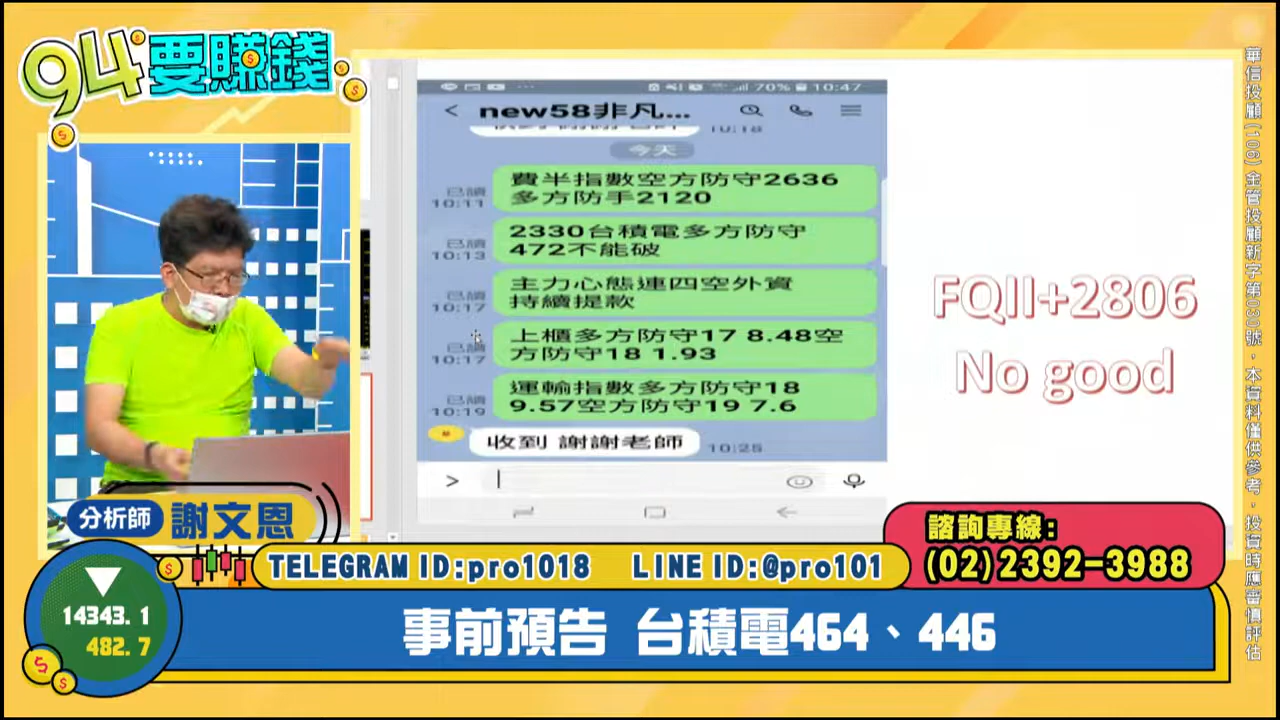 94要賺錢
70% 10:47
new58非凡...
10:18
今天
費半指數空方防守2636
多方防手2120
已讀
10:11
2330台積電多方防守
472不能破
已讀
10:13
主力心態連四空外資
持續提款
已讀
10:17
上櫃多方防守17 8.48空
方防守18 1.93
已讀
10:17
運輸指數多方防守18
9.57空方防守19 7.6
已讀
10:19
收到 謝謝老師
10:25
FQII+2806
No good
華信投顧(106)金管投顧新字第030號，本資料僅供參考，投資時應審慎評估
分析師 謝文恩
諮詢專線:
(02)2392-3988
TELEGRAM ID:pro1018 LINE ID:@pro101
14343.1
482.7
事前預告 台積電464、446